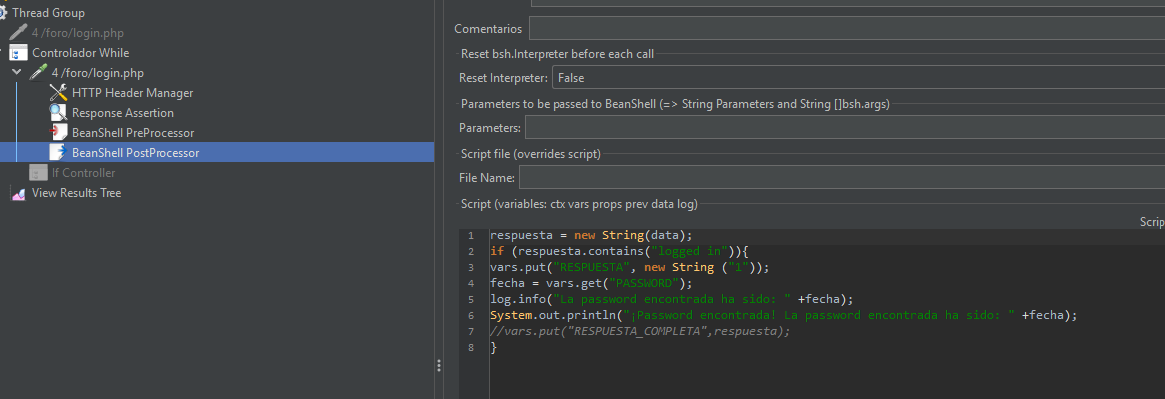 Thread Group
4 /foro/login.php
Controlador While
4 /foro/login.php
HTTP Header Manager
Response Assertion
BeanShell PreProcessor
BeanShell PostProcessor
If Controller
View Results Tree
Comentarios
Reset bsh.Interpreter before each call
Reset Interpreter: False
Parameters to be passed to BeanShell (=> String Parameters and String []bsh.args)
Parameters:
Script file (overrides script)
File Name:
Script (variables: ctx vars props prev data log)
Scrip
1 respuesta = new String(data);
2 if (respuesta.contains("logged in")){
3 vars.put("RESPUESTA", new String ("1"));
4 fecha = vars.get("PASSWORD");
5 log.info("La password encontrada ha sido: " +fecha);
6 System.out.println("¡Password encontrada! La password encontrada ha sido: " +fecha);
7 //vars.put("RESPUESTA_COMPLETA",respuesta);
8 }